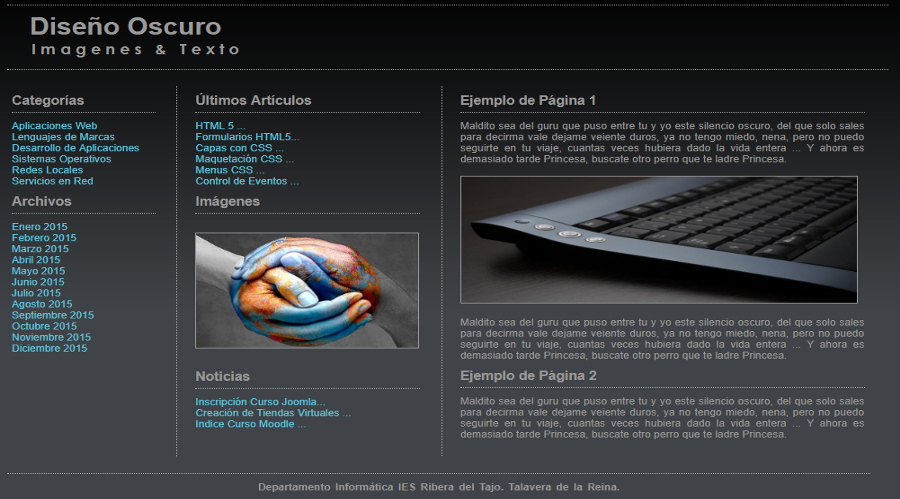 Diseño Oscuro
Imagenes & Texto
Categorías
Aplicaciones Web
Lenguajes de Marcas
Desarrollo de Aplicaciones
Sistemas Operativos
Redes Locales
Servicios en Red
Archivos
Enero 2015
Febrero 2015
Marzo 2015
Abril 2015
Mayo 2015
Junio 2015
Julio 2015
Agosto 2015
Septiembre 2015
Octubre 2015
Noviembre 2015
Diciembre 2015
Últimos Artículos
HTML 5 ...
Formularios HTML5...
Capas con CSS ...
Maquetación CSS ...
Menus CSS ...
Control de Eventos ...
Imágenes
Noticias
Inscripción Curso Joomla...
Creación de Tiendas Virtuales ...
Indice Curso Moodle ...
Ejemplo de Página 1
Maldito sea del guru que puso entre tu y yo este silencio oscuro, del que solo sales
para decirma vale dejame veiente duros, ya no tengo miedo, nena, pero no puedo
seguirte en tu viaje, cuantas veces hubiera dado la vida entera ... Y ahora es
demasiado tarde Princesa, buscate otro perro que te ladre Princesa.
Maldito sea del guru que puso entre tu y yo este silencio oscuro, del que solo sales
para decirma vale dejame veiente duros, ya no tengo miedo, nena, pero no puedo
seguirte en tu viaje, cuantas veces hubiera dado la vida entera ... Y ahora es
demasiado tarde Princesa, buscate otro perro que te ladre Princesa.
Ejemplo de Página 2
Maldito sea del guru que puso entre tu y yo este silencio oscuro, del que solo sales
para decirma vale dejame veiente duros, ya no tengo miedo, nena, pero no puedo
seguirte en tu viaje, cuantas veces hubiera dado la vida entera ... Y ahora es
demasiado tarde Princesa, buscate otro perro que te ladre Princesa.
Departamento Informática IES Ribera del Tajo. Talavera de la Reina.